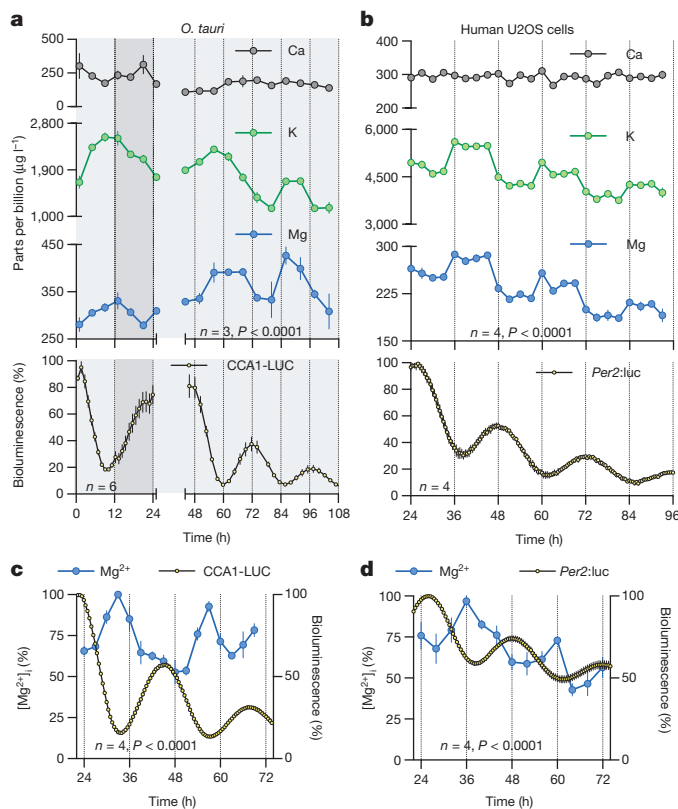 a
O. tauri
Ca
500
250
0
K
2,800
1,900
1,000
Mg
450
350
250
Parts per billion (µg l⁻¹)
n = 3, P < 0.0001
CCA1-LUC
100
80
60
40
20
0
Bioluminescence (%)
n = 6
0 12 24 48 60 72 84 96 108
Time (h)
b
Human U2OS cells
Ca
400
300
300
K
6,000
4,500
3,000
Mg
300
225
150
n = 4, P < 0.0001
Per2:luc
100
80
60
40
20
0
n = 4
24 36 48 60 72 84 96
Time (h)
c
Mg²⁺ CCA1-LUC
100
75
50
25
0
[Mg²⁺]i (%)
100
50
0
Bioluminescence (%)
n = 4, P < 0.0001
24 36 48 60 72
Time (h)
d
Mg²⁺ Per2:luc
100
75
50
25
0
[Mg²⁺]i (%)
100
50
0
Bioluminescence (%)
n = 4, P < 0.0001
24 36 48 60 72
Time (h)